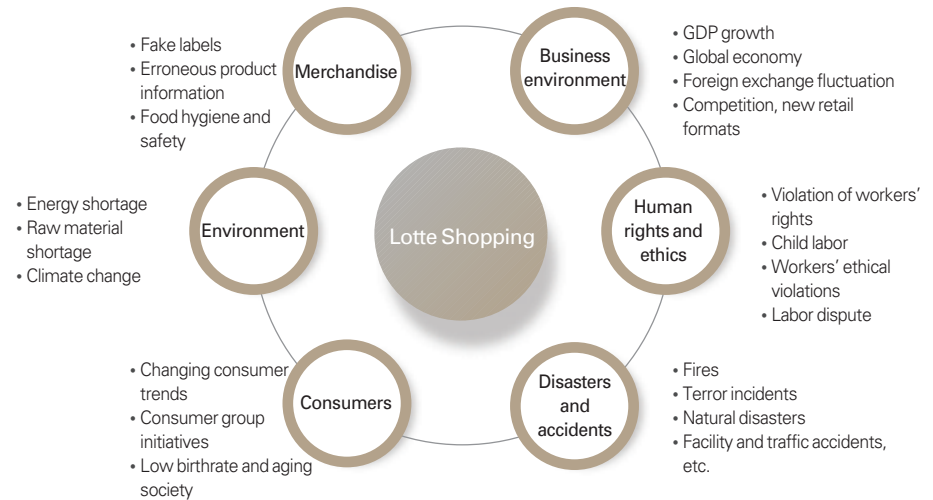 Merchandise
• Fake labels
• Erroneous product
information
• Food hygiene and
safety
Business
environment
• GDP growth
• Global economy
• Foreign exchange fluctuation
• Competition, new retail
formats
Environment
• Energy shortage
• Raw material
shortage
• Climate change
Lotte Shopping
Human
rights and
ethics
• Violation of workers’
rights
• Child labor
• Workers’ ethical
violations
• Labor dispute
Consumers
• Changing consumer
trends
• Consumer group
initiatives
• Low birthrate and aging
society
Disasters
and
accidents
• Fires
• Terror incidents
• Natural disasters
• Facility and traffic accidents,
etc.